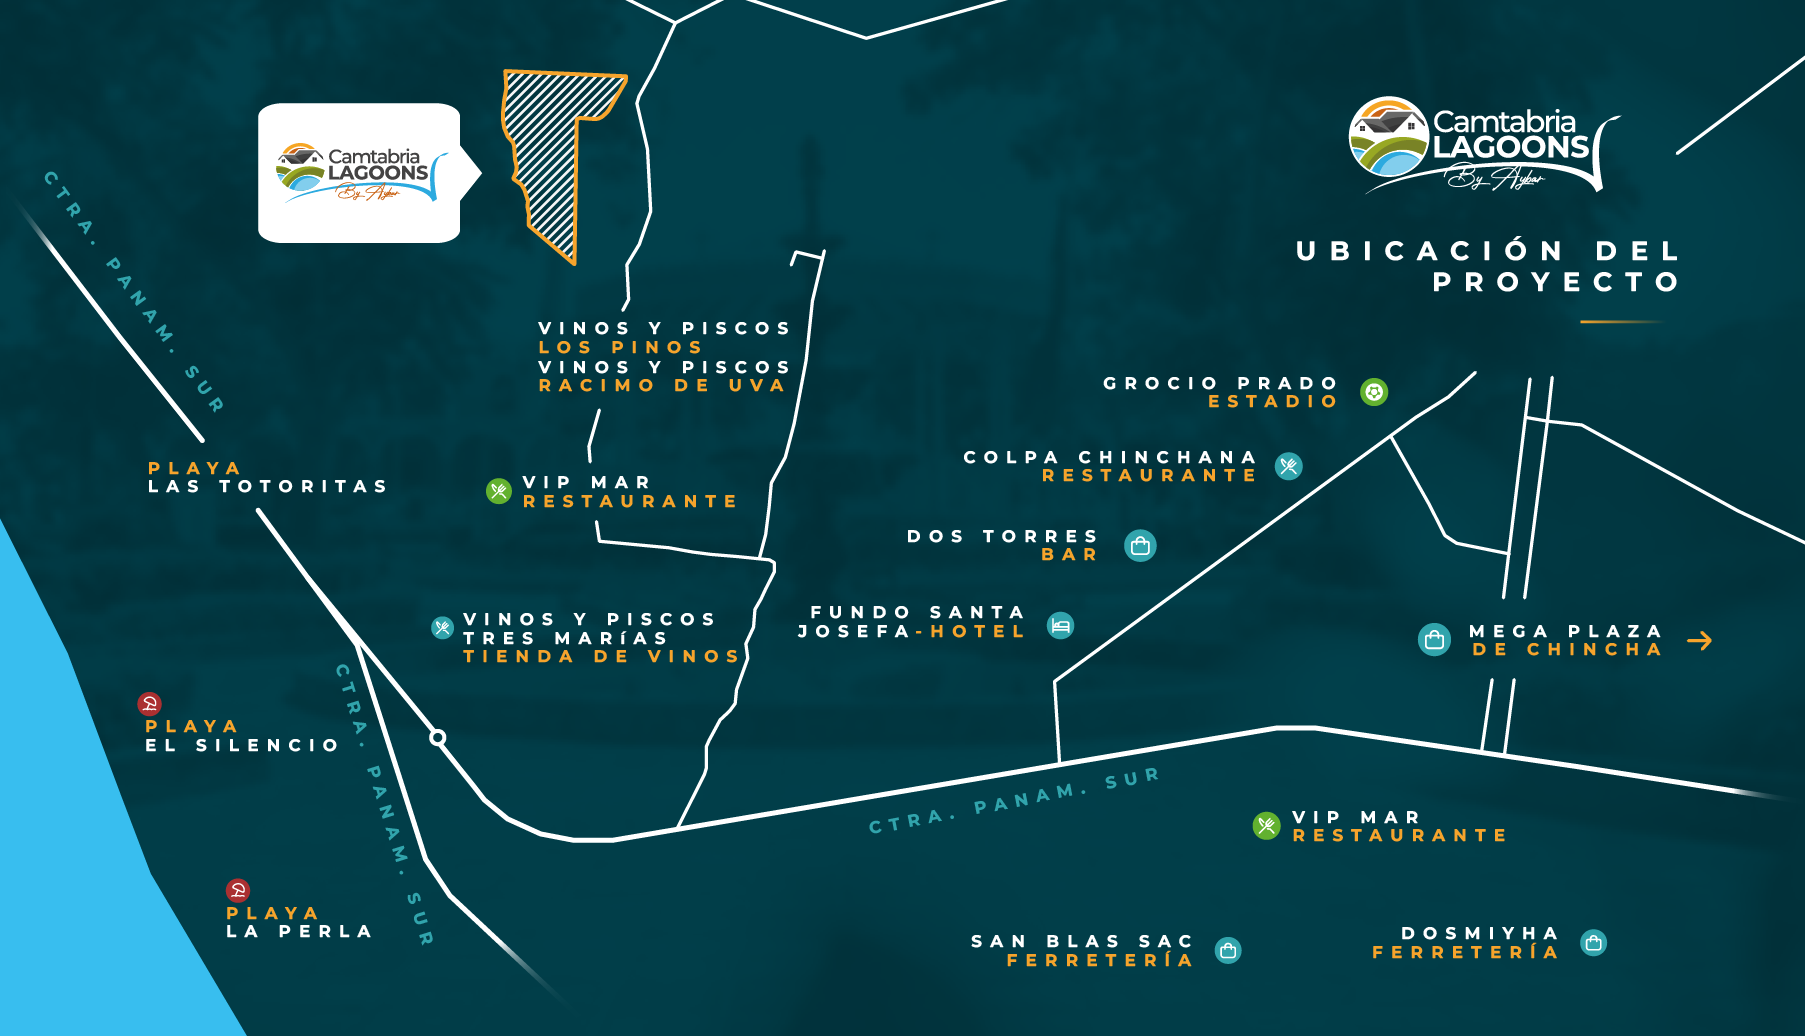 Camtabria
LAGOONS
By Aybar
UBICACIÓN DEL
PROYECTO
Camtabria
LAGOONS
By Aybar
CTRA. PANAM. SUR
VINOS Y PISCOS
LOS PINOS
VINOS Y PISCOS
RACIMO DE UVA
GROCIO PRADO
ESTADIO
COLPA CHINCHANA
RESTAURANTE
PLAYA
LAS TOTORITAS
VIP MAR
RESTAURANTE
DOS TORRES
BAR
VINOS Y PISCOS
TRES MARíAS
TIENDA DE VINOS
FUNDO SANTA
JOSEFA-HOTEL
MEGA PLAZA
DE CHINCHA
PLAYA
EL SILENCIO
CTRA. PANAM. SUR
CTRA. PANAM. SUR
VIP MAR
RESTAURANTE
PLAYA
LA PERLA
SAN BLAS SAC
FERRETERÍA
DOSMIYHA
FERRETERÍA